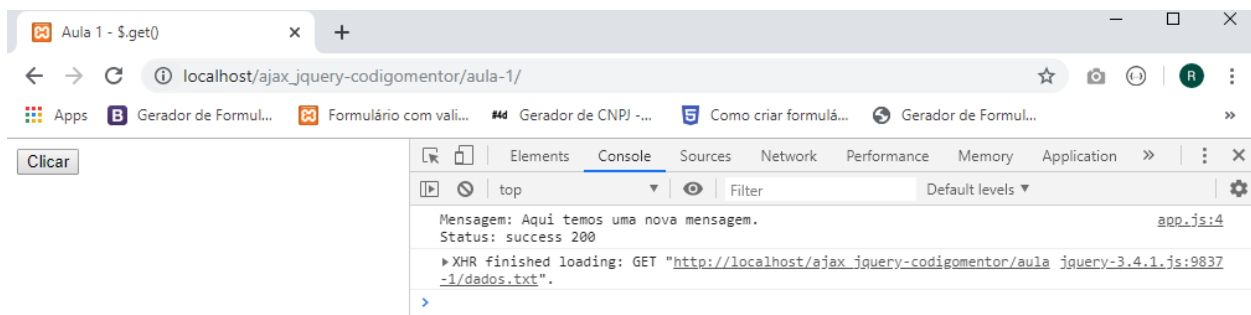 Aula 1 - $.get()
localhost/ajax_jquery-codigomentor/aula-1/
R
Apps B Gerador de Formul... Formulário com vali... #4d Gerador de CNPJ -... 5 Como criar formulá... Gerador de Formul... »
Clicar
Elements Console Sources Network Performance Memory Application »
top Filter Default levels ▼
Mensagem: Aqui temos uma nova mensagem. app.js:4
Status: success 200
XHR finished loading: GET "http://localhost/ajax_jquery-codigomentor/aula jquery-3.4.1.js:9837
-1/dados.txt".
>